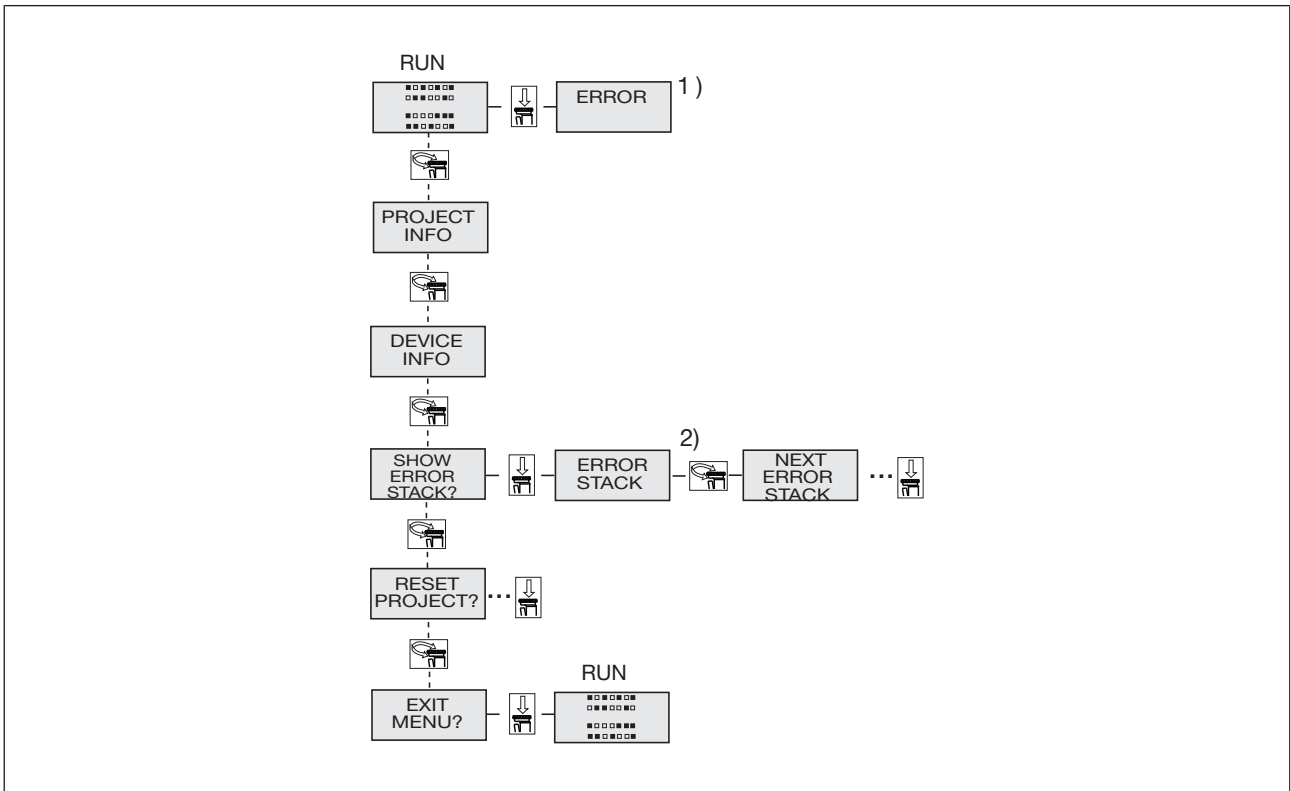 RUN
ERROR
1)
PROJECT
INFO
DEVICE
INFO
SHOW
ERROR
STACK?
ERROR
STACK
2)
NEXT
ERROR
STACK
...
RESET
PROJECT?
...
EXIT
MENU?
RUN